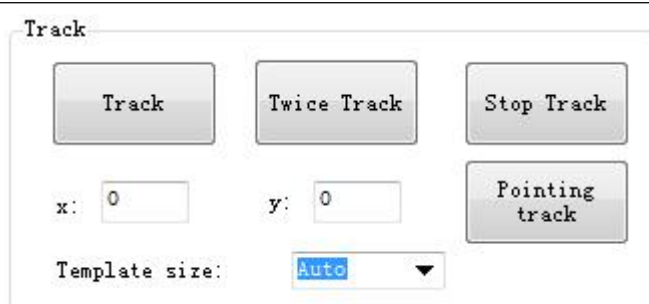 Track
Track Twice Track Stop Track
x: 0 y: 0 Pointing
track
Template size: Auto